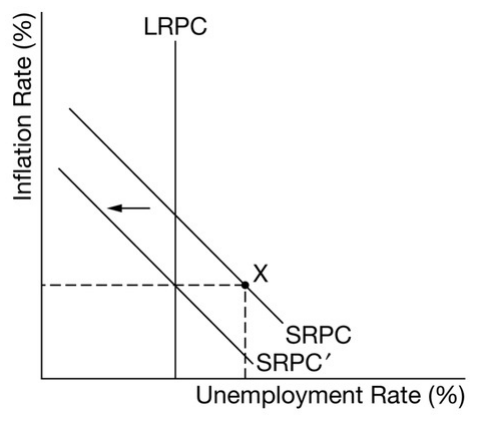 LRPC
Inflation Rate (%)
X
SRPC
SRPC′
Unemployment Rate (%)